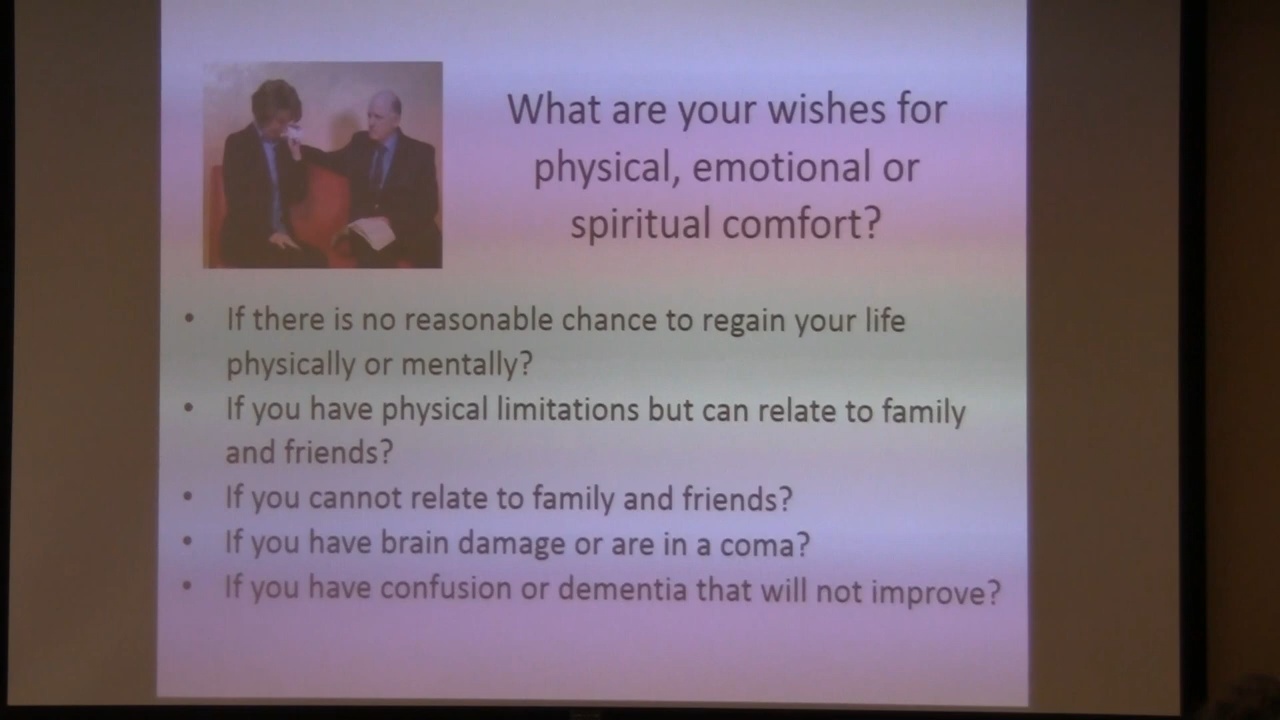 What are your wishes for
physical, emotional or
spiritual comfort?
• If there is no reasonable chance to regain your life
physically or mentally?
• If you have physical limitations but can relate to family
and friends?
• If you cannot relate to family and friends?
• If you have brain damage or are in a coma?
• If you have confusion or dementia that will not improve?